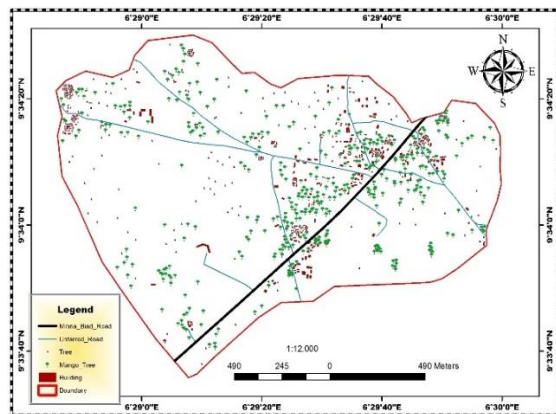 6°29'0"E 6°29'20"E 6°29'40"E 6°30'0"E
N
W E
S
9°34'20"N 9°34'20"N
9°34'0"N 9°34'0"N
9°33'40"N 9°33'40"N
Legend
Minna_Bied_Road
Untarred_Road
Tree
Mango_Tree
Building
Boundary
1:12,000
490 245 0 490 Meters
6°29'0"E 6°29'20"E 6°29'40"E 6°30'0"E